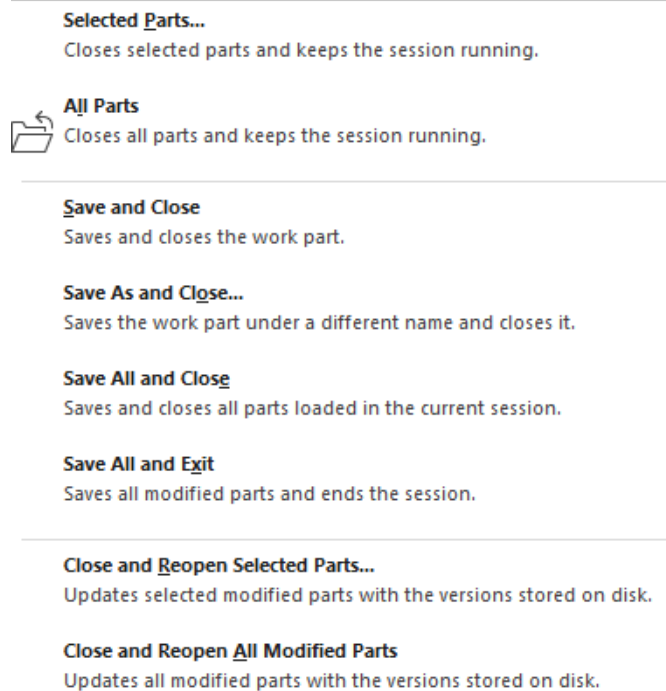 Selected Parts...
Closes selected parts and keeps the session running.
All Parts
Closes all parts and keeps the session running.
Save and Close
Saves and closes the work part.
Save As and Close...
Saves the work part under a different name and closes it.
Save All and Close
Saves and closes all parts loaded in the current session.
Save All and Exit
Saves all modified parts and ends the session.
Close and Reopen Selected Parts...
Updates selected modified parts with the versions stored on disk.
Close and Reopen All Modified Parts
Updates all modified parts with the versions stored on disk.